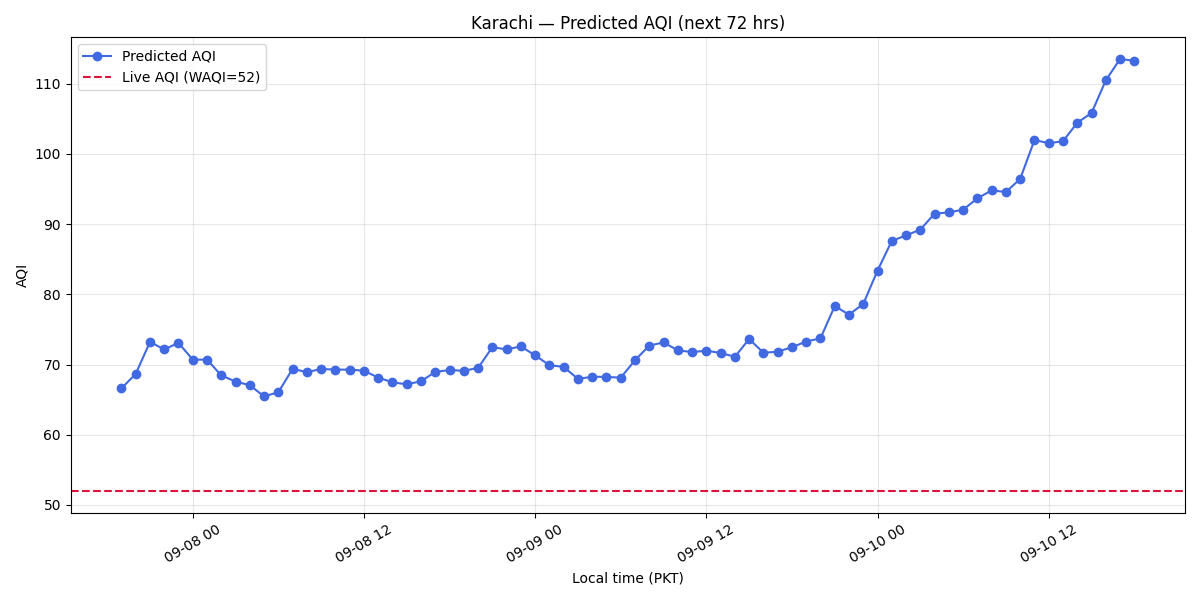 Karachi — Predicted AQI (next 72 hrs)
Predicted AQI
Live AQI (WAQI=52)
110
100
90
80
70
60
50
AQI
09-08 00
09-08 12
09-09 00
09-09 12
09-10 00
09-10 12
Local time (PKT)